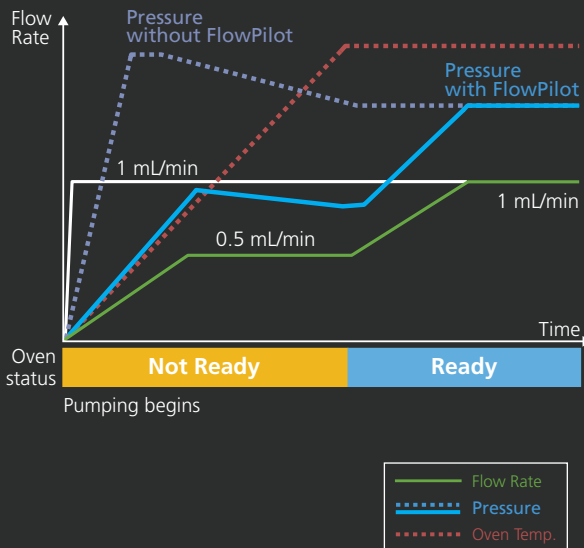 Flow
Rate
Pressure
without FlowPilot
Pressure
with FlowPilot
1 mL/min
1 mL/min
0.5 mL/min
Time
Oven
status
Not Ready
Ready
Pumping begins
Flow Rate
Pressure
Oven Temp.